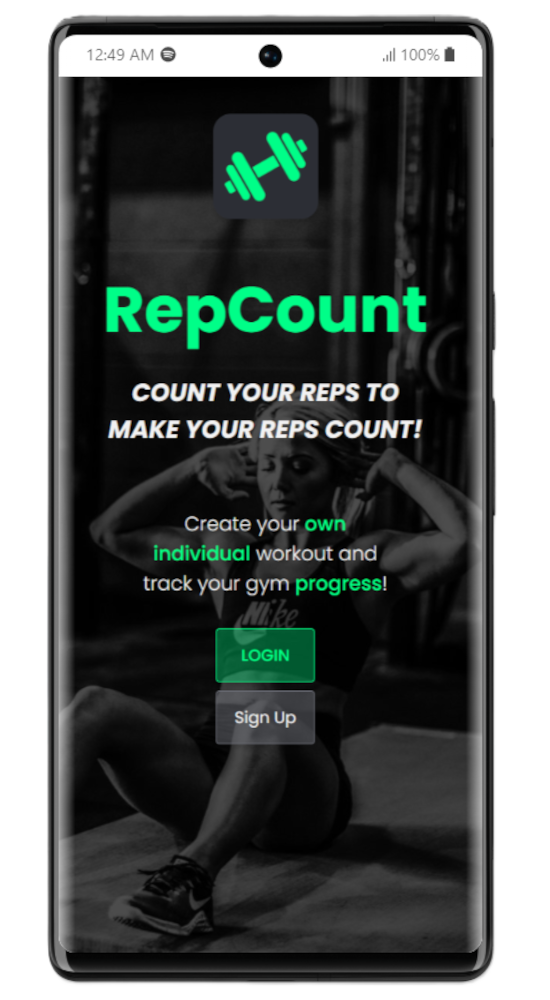 12:49 AM
100%
RepCount
COUNT YOUR REPS TO
MAKE YOUR REPS COUNT!
Create your own
individual workout and
track your gym progress!
NIKE
LOGIN
Sign Up